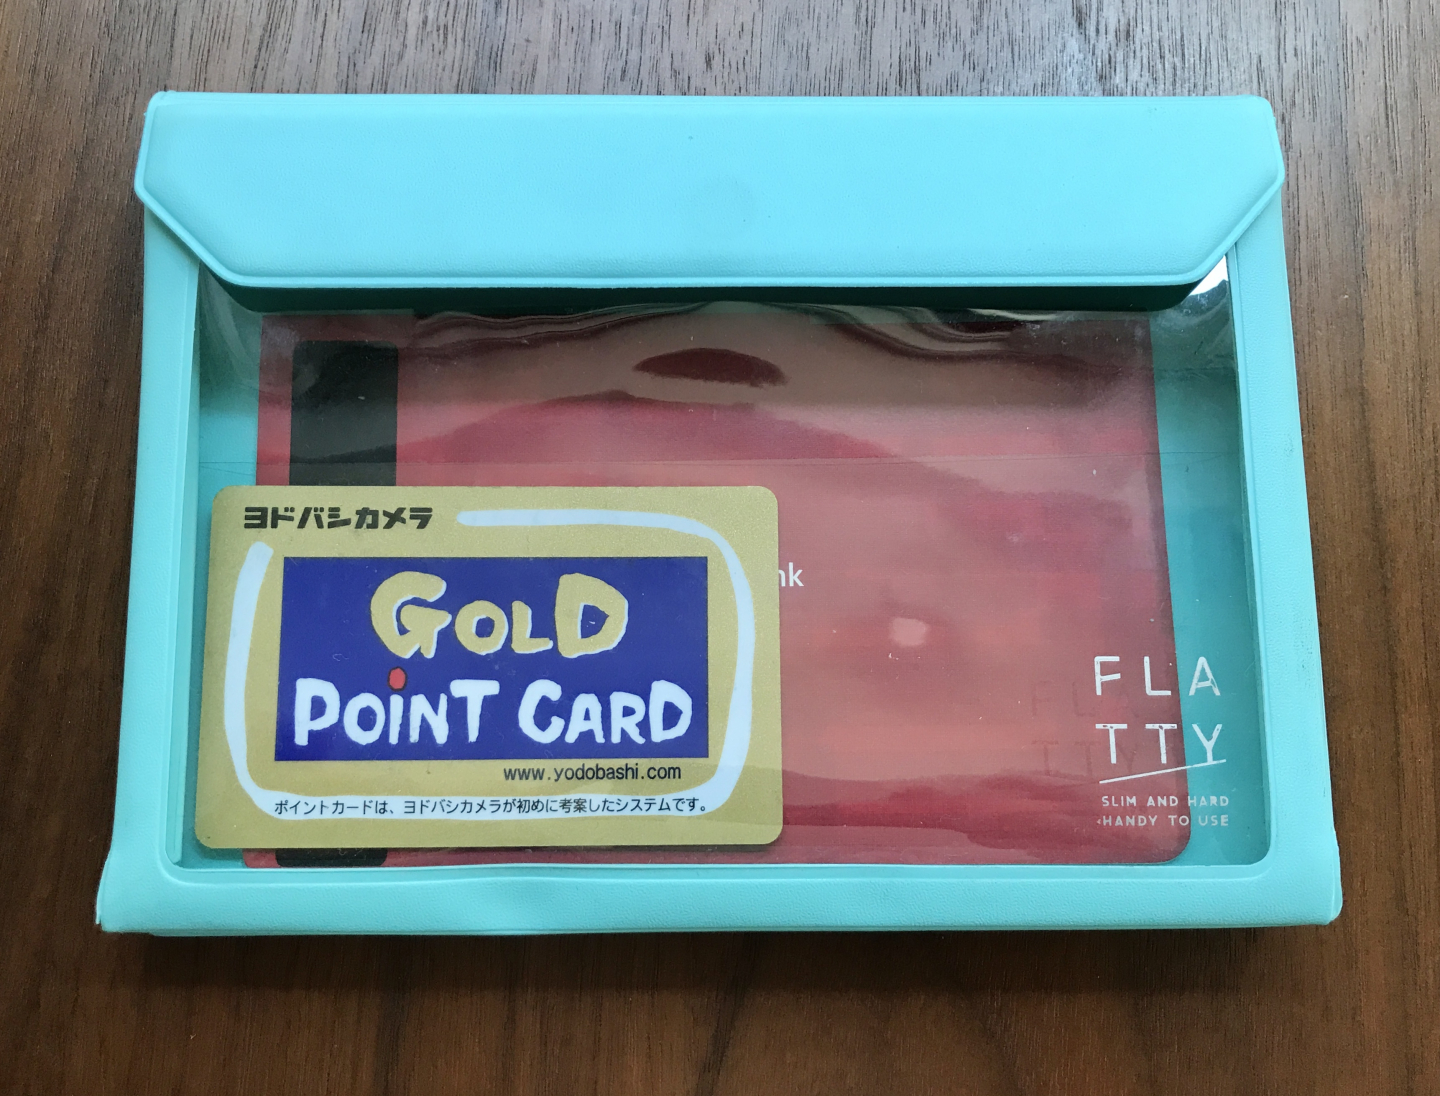 ヨドバシカメラ
GOLD
POINT CARD
www.yodobashi.com
ポイントカードは、ヨドバシカメラが初めに考案したシステムです。
nk
FLA
TTY
SLIM AND HARD
HANDY TO USE